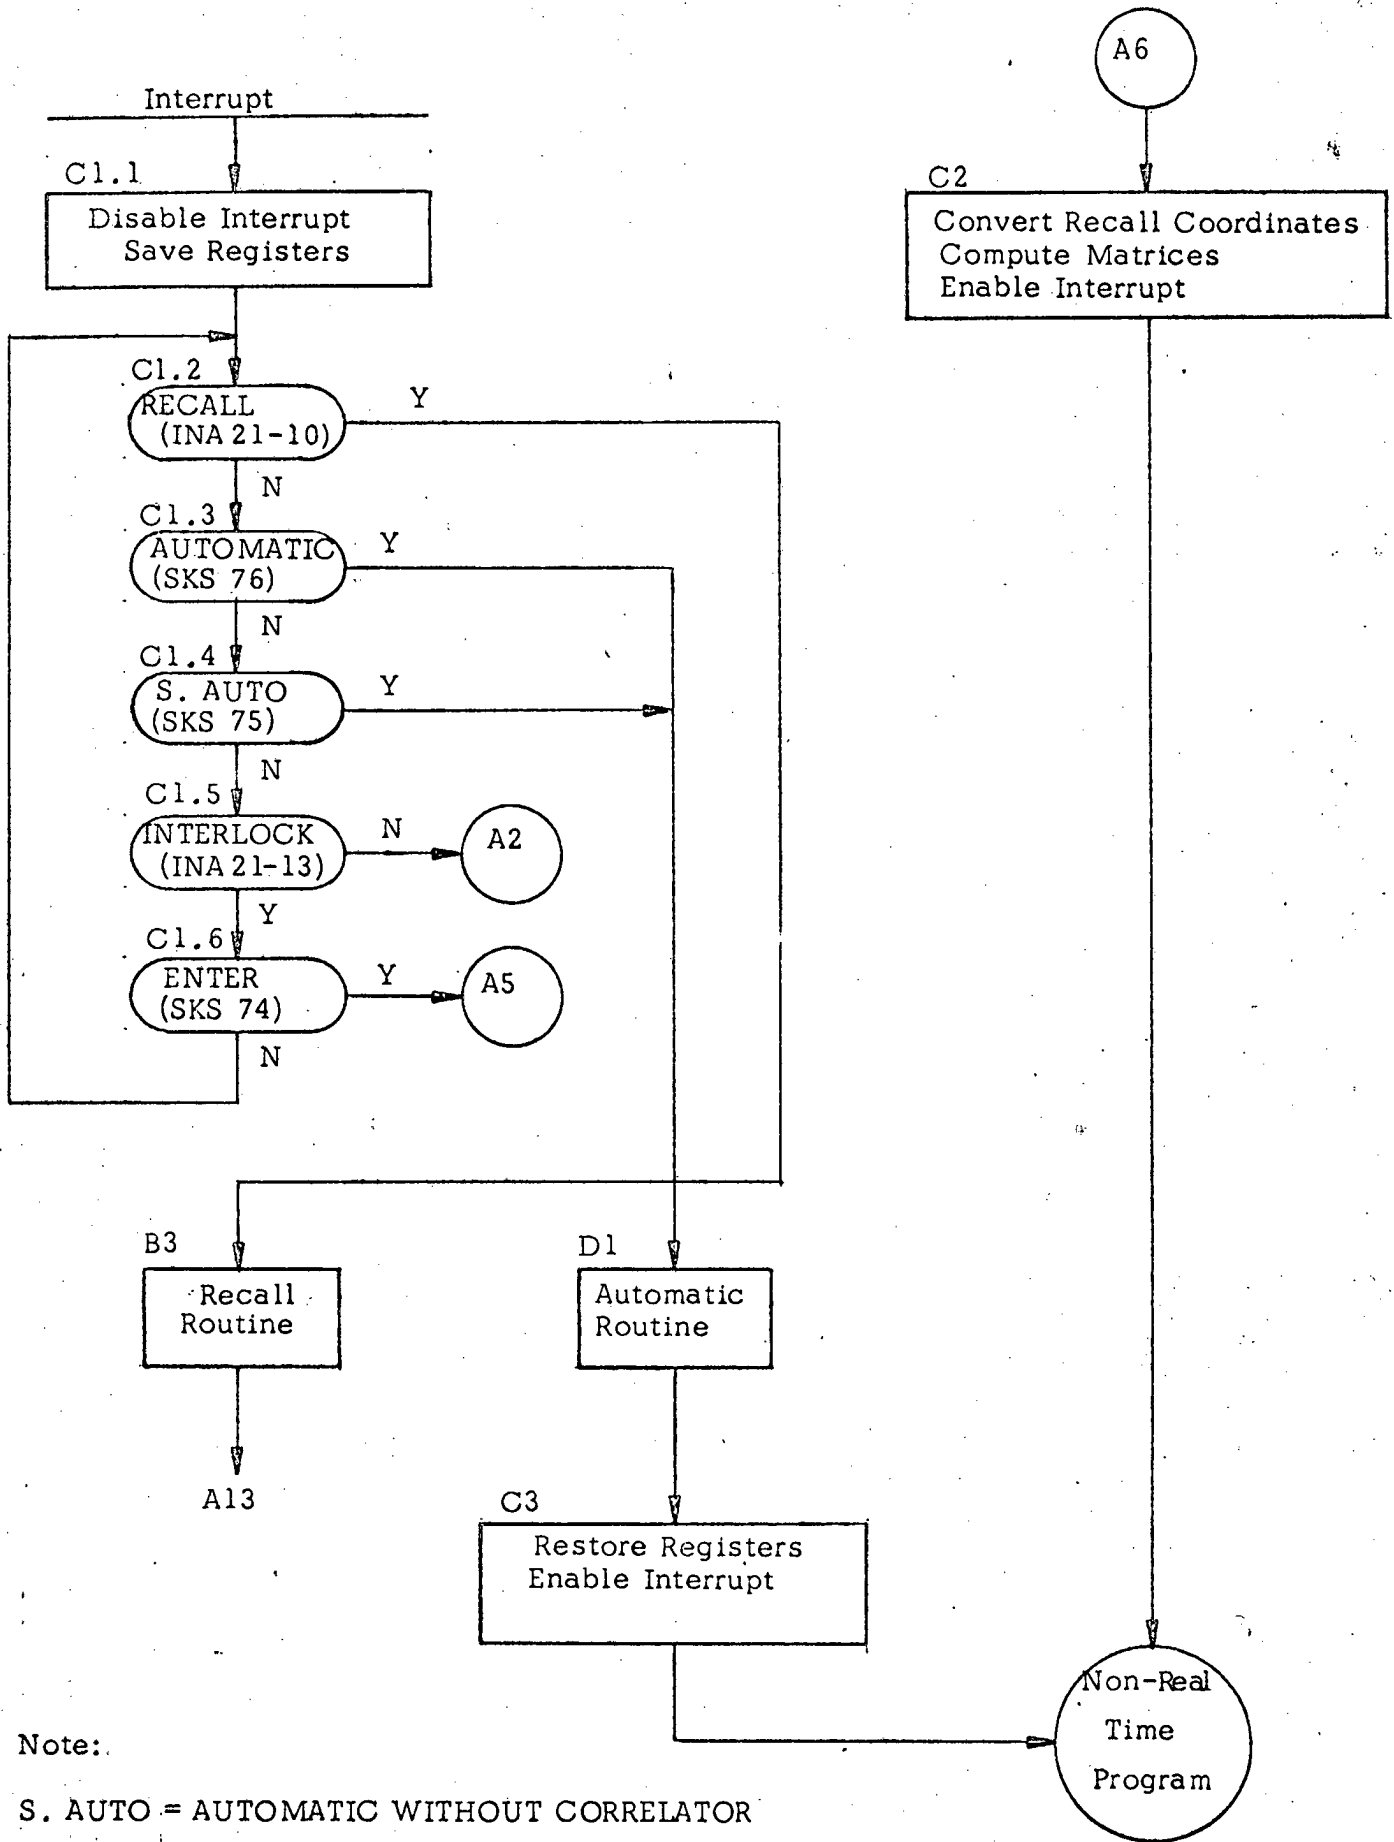 Interrupt
C1.1
Disable Interrupt
Save Registers
C1.2
RECALL
(INA 21-10)
Y
N
C1.3
AUTOMATIC
(SKS 76)
Y
N
C1.4
S. AUTO
(SKS 75)
Y
N
C1.5
INTERLOCK
(INA 21-13)
N
A2
Y
C1.6
ENTER
(SKS 74)
Y
A5
N
B3
Recall
Routine
A13
D1
Automatic
Routine
C3
Restore Registers
Enable Interrupt
A6
C2
Convert Recall Coordinates
Compute Matrices
Enable Interrupt
Non-Real
Time
Program
Note:
S. AUTO = AUTOMATIC WITHOUT CORRELATOR